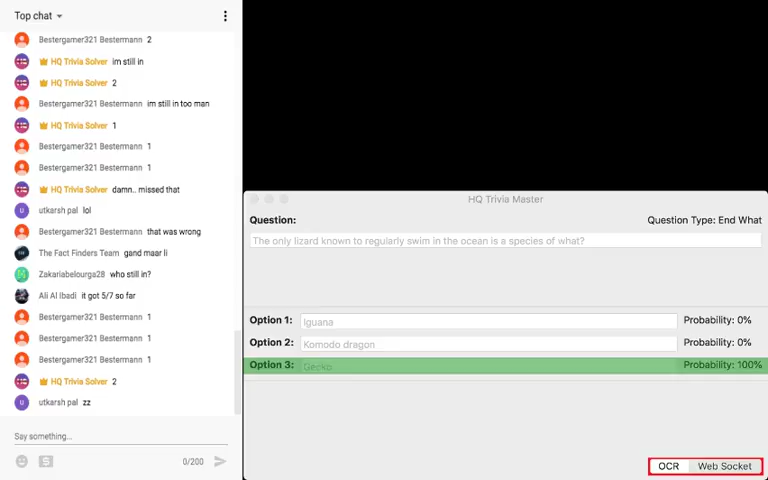 Top chat
Bestergamer321 Bestermann 2
HQ Trivia Solver im still in
HQ Trivia Solver 2
Bestergamer321 Bestermann im still in too man
HQ Trivia Solver 1
Bestergamer321 Bestermann 1
Bestergamer321 Bestermann 1
HQ Trivia Solver damn.. missed that
U utkarsh pal lol
Bestergamer321 Bestermann that was wrong
The Fact Finders Team gand maar li
Z Zakariabelourga28 who still in?
Ali Al Ibadi it got 5/7 so far
Bestergamer321 Bestermann 1
Bestergamer321 Bestermann 1
Bestergamer321 Bestermann 1
HQ Trivia Solver 2
U utkarsh pal zz
Say something...
0/200
HQ Trivia Master
Question: Question Type: End What
The only lizard known to regularly swim in the ocean is a species of what?
Option 1: Iguana Probability: 0%
Option 2: Komodo dragon Probability: 0%
Option 3: Gecko Probability: 100%
OCR Web Socket